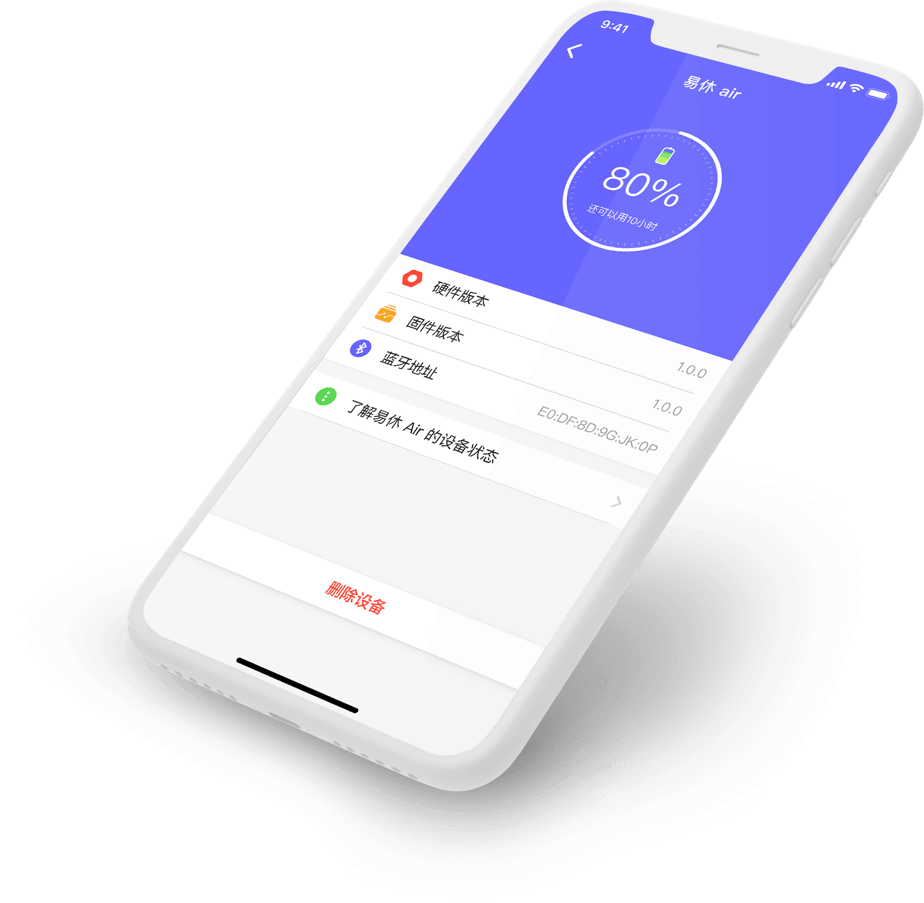 9:41
易休 air
80%
还可以用10小时
硬件版本
1.0.0
固件版本
1.0.0
蓝牙地址
E0:DF:8D:9G:JK:0P
了解易休 Air 的设备状态
删除设备